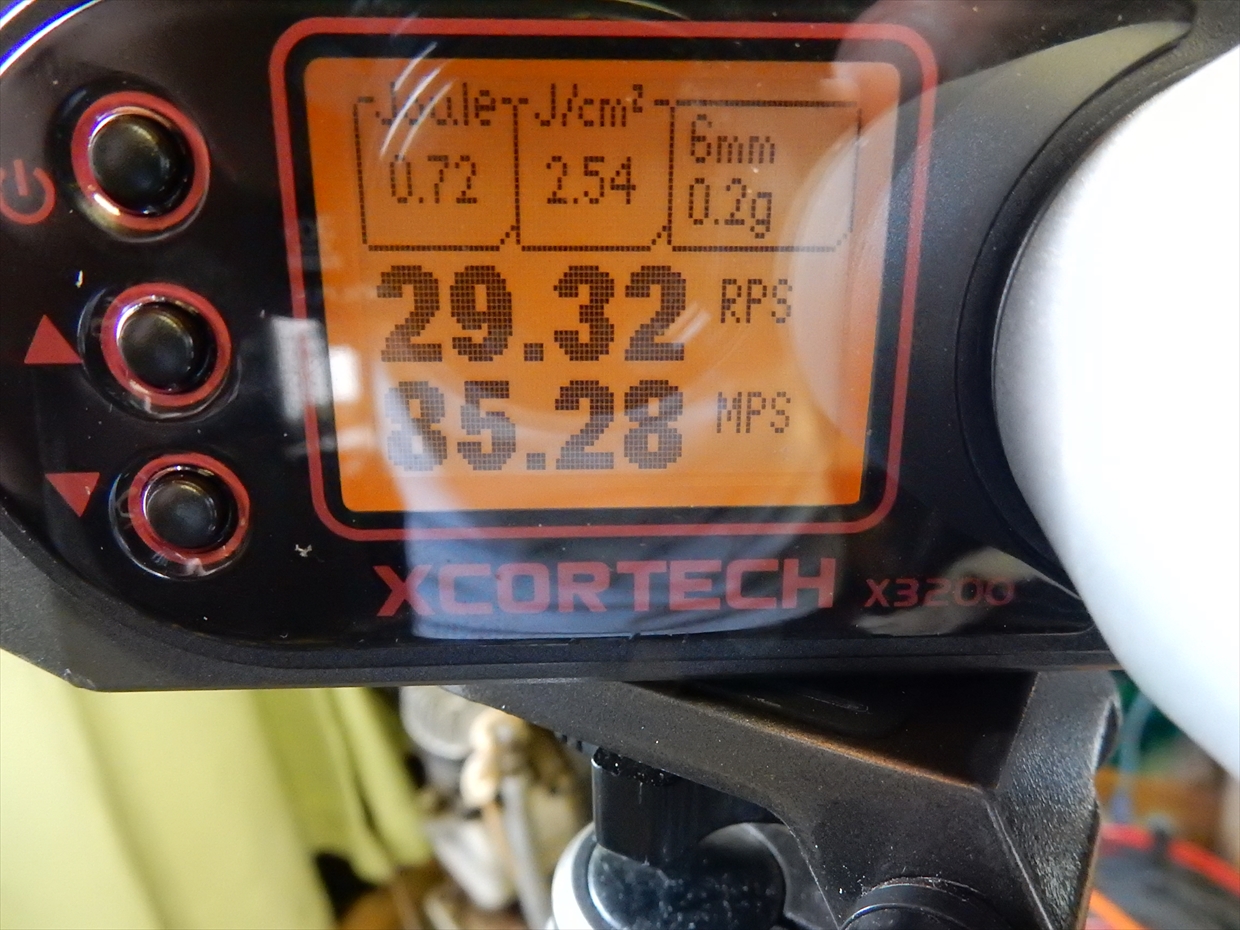 Joule J/cm² 6mm
0.72 2.54 0.2g
29.32 RPS
85.28 MPS
XCORTECH X3200